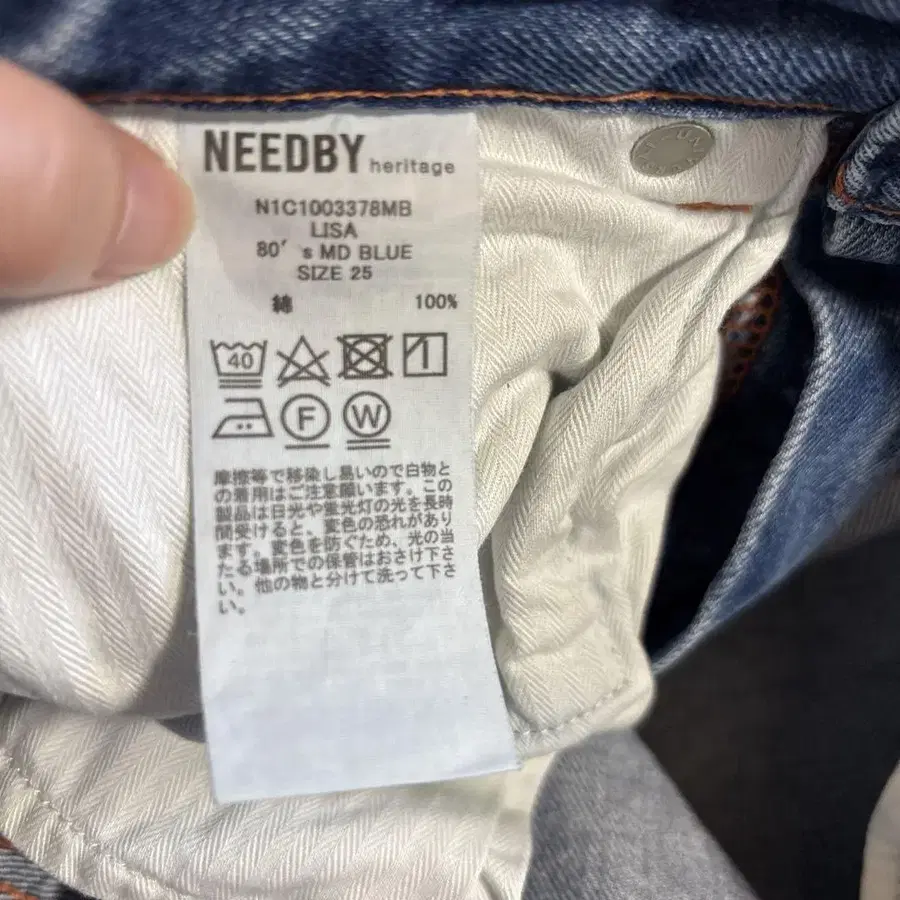 NEEDBY heritage
N1C1003378MB
LISA
80's MD BLUE
SIZE 25
綿 100%
40
F W
摩擦等で移染し易いので白物と
の着用はご注意願います。この
製品は日光や蛍光灯の光を長時
間受けると、変色の恐れがあり
ます。変色を防ぐため、光の当
たる場所での保管はおさけ下さ
い。他の物と分けて洗って下さ
い。